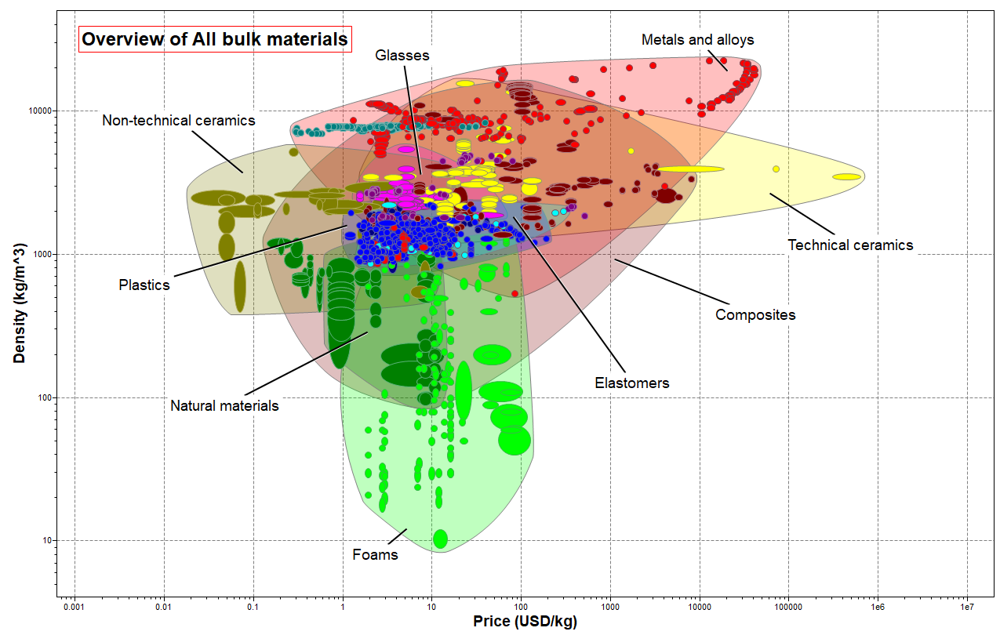 Overview of All bulk materials
Metals and alloys
Glasses
Non-technical ceramics
Technical ceramics
Plastics
Composites
Elastomers
Natural materials
Foams
Density (kg/m^3)
10000
1000
100
10
0.001 0.01 0.1 1 10 100 1000 10000 100000 1e6 1e7
Price (USD/kg)